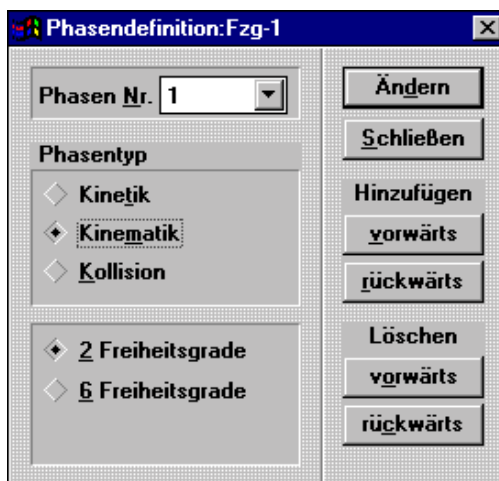 Phasendefinition:Fzg-1
Phasen Nr. 1
Phasentyp
Kinetik
Kinematik
Kollision
2 Freiheitsgrade
6 Freiheitsgrade
Ändern
Schließen
Hinzufügen
vorwärts
rückwärts
Löschen
vorwärts
rückwärts